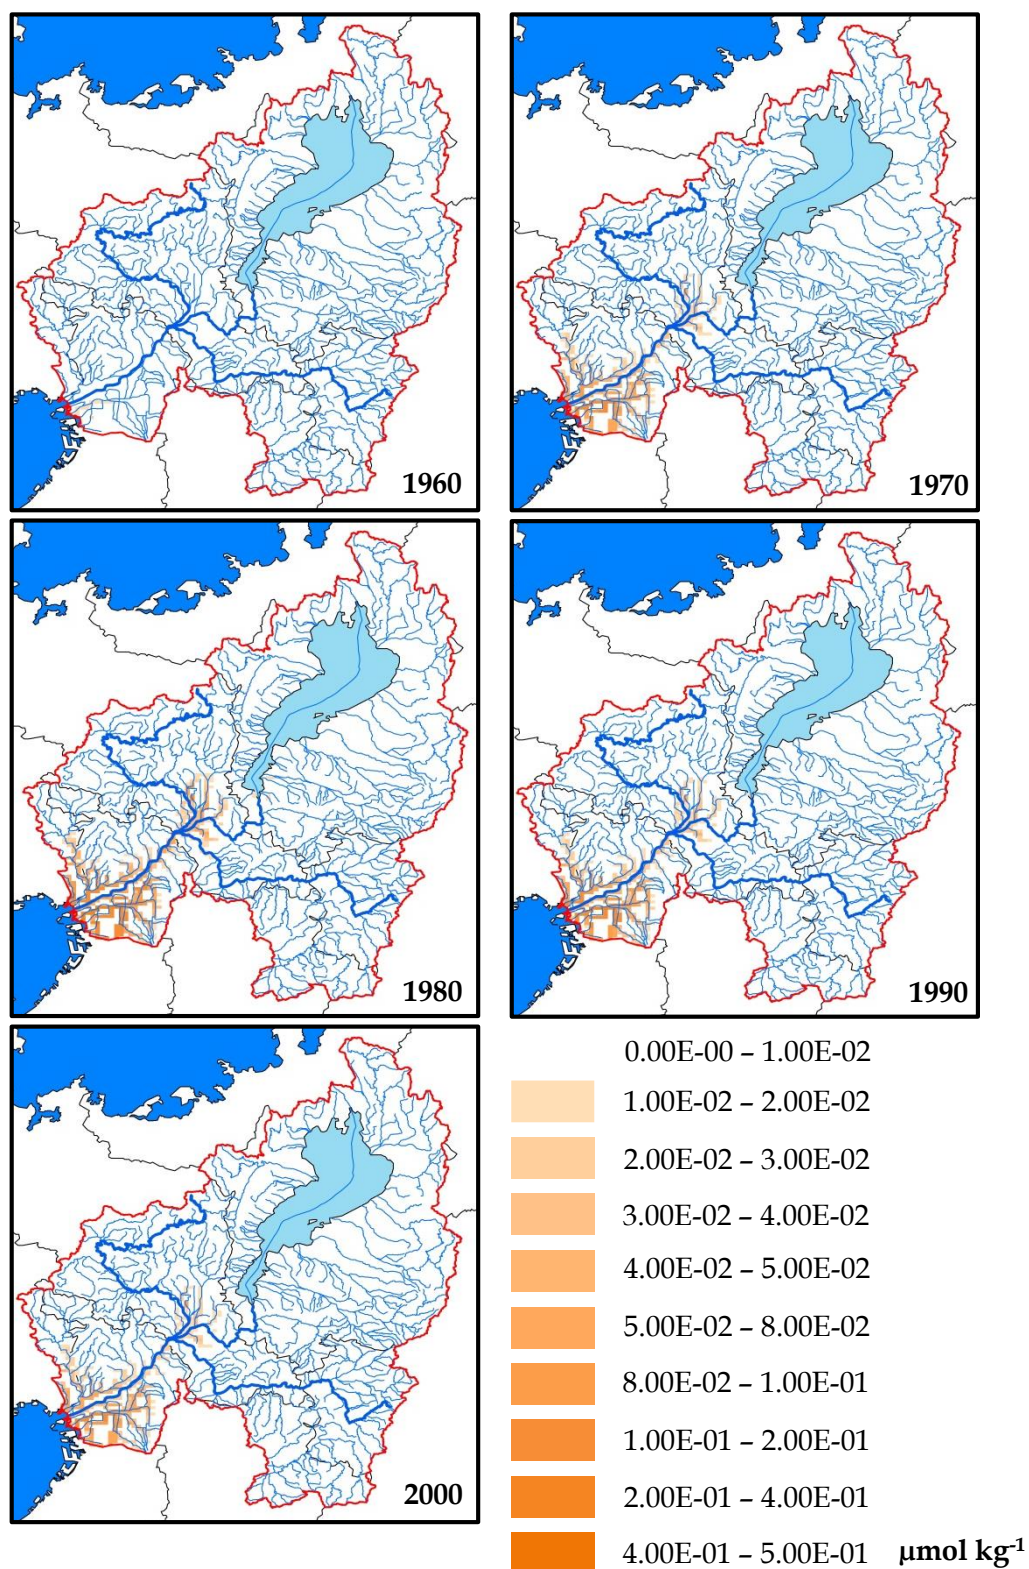 1960
1970
1980
1990
2000
0.00E-00 – 1.00E-02
1.00E-02 – 2.00E-02
2.00E-02 – 3.00E-02
3.00E-02 – 4.00E-02
4.00E-02 – 5.00E-02
5.00E-02 – 8.00E-02
8.00E-02 – 1.00E-01
1.00E-01 – 2.00E-01
2.00E-01 – 4.00E-01
4.00E-01 – 5.00E-01 μmol kg⁻¹